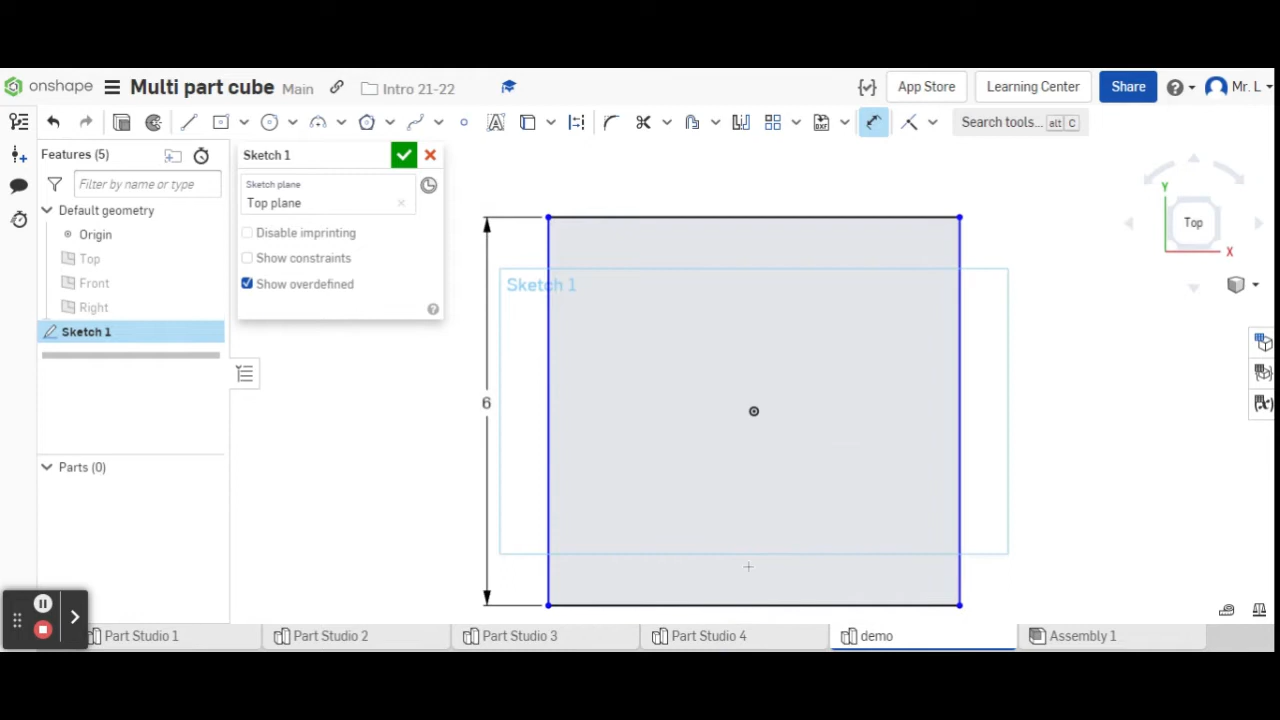 onshape Multi part cube Main Intro 21-22 App Store Learning Center Share Mr. L
Search tools... alt C
Features (5)
Filter by name or type
Default geometry
Origin
Top
Front
Right
Sketch 1
Parts (0)
Sketch 1
Sketch plane
Top plane
Disable imprinting
Show constraints
Show overdefined
Sketch 1
6
Y
Top
X
Part Studio 1 Part Studio 2 Part Studio 3 Part Studio 4 demo Assembly 1